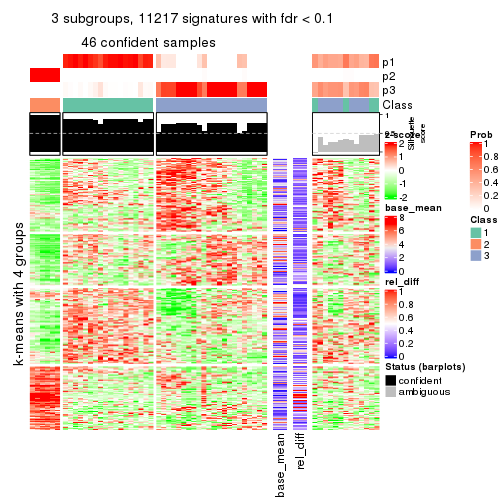 3 subgroups, 11217 signatures with fdr < 0.1
46 confident samples
p1
p2
p3
Class
1
0.5
0
Silhouette
score
k-means with 4 groups
base_mean
rel_diff
z-score
2
1
0
-1
-2
base_mean
8
6
4
2
0
rel_diff
1
0.8
0.6
0.4
0.2
0
Status (barplots)
confident
ambiguous
Prob
1
0.8
0.6
0.4
0.2
0
Class
1
2
3